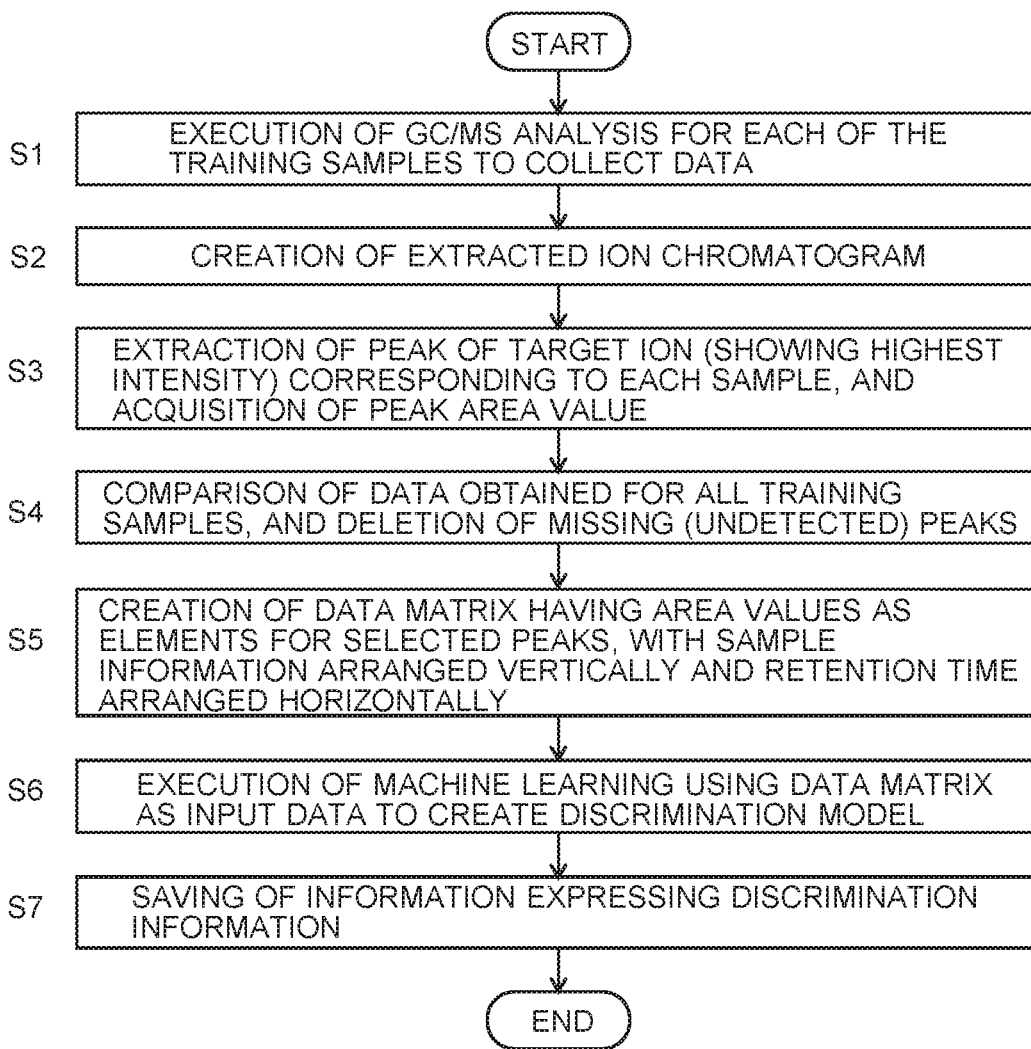 START
S1
EXECUTION OF GC/MS ANALYSIS FOR EACH OF THE
TRAINING SAMPLES TO COLLECT DATA
S2
CREATION OF EXTRACTED ION CHROMATOGRAM
S3
EXTRACTION OF PEAK OF TARGET ION (SHOWING HIGHEST
INTENSITY) CORRESPONDING TO EACH SAMPLE, AND
ACQUISITION OF PEAK AREA VALUE
S4
COMPARISON OF DATA OBTAINED FOR ALL TRAINING
SAMPLES, AND DELETION OF MISSING (UNDETECTED) PEAKS
S5
CREATION OF DATA MATRIX HAVING AREA VALUES AS
ELEMENTS FOR SELECTED PEAKS, WITH SAMPLE
INFORMATION ARRANGED VERTICALLY AND RETENTION TIME
ARRANGED HORIZONTALLY
S6
EXECUTION OF MACHINE LEARNING USING DATA MATRIX
AS INPUT DATA TO CREATE DISCRIMINATION MODEL
S7
SAVING OF INFORMATION EXPRESSING DISCRIMINATION
INFORMATION
END